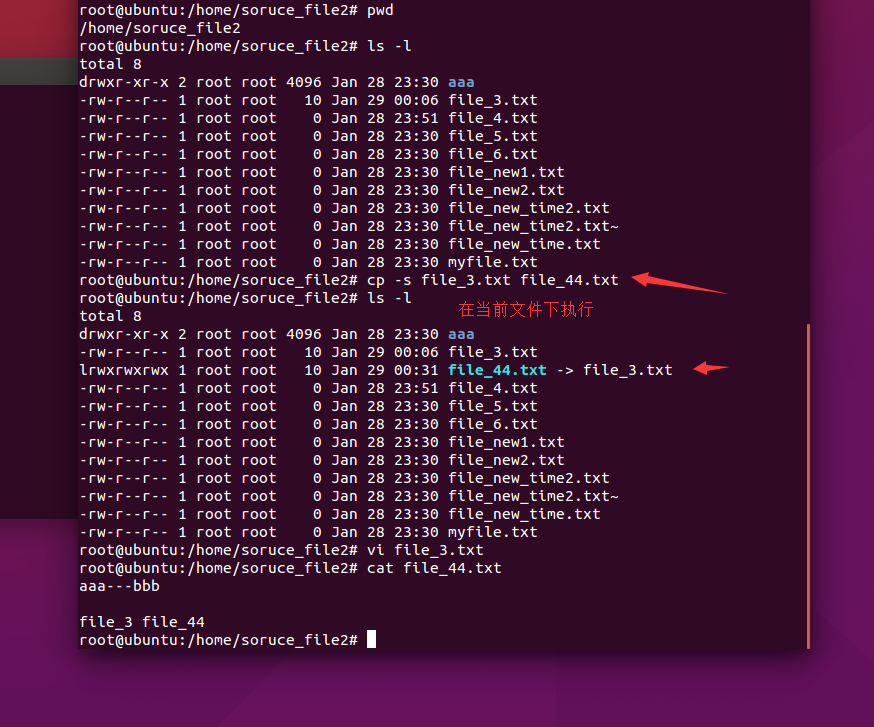 root@ubuntu:/home/soruce_file2# pwd
/home/soruce_file2
root@ubuntu:/home/soruce_file2# ls -l
total 8
drwxr-xr-x 2 root root 4096 Jan 28 23:30 aaa
-rw-r--r-- 1 root root   10 Jan 29 00:06 file_3.txt
-rw-r--r-- 1 root root    0 Jan 28 23:51 file_4.txt
-rw-r--r-- 1 root root    0 Jan 28 23:30 file_5.txt
-rw-r--r-- 1 root root    0 Jan 28 23:30 file_6.txt
-rw-r--r-- 1 root root    0 Jan 28 23:30 file_new1.txt
-rw-r--r-- 1 root root    0 Jan 28 23:30 file_new2.txt
-rw-r--r-- 1 root root    0 Jan 28 23:30 file_new_time2.txt
-rw-r--r-- 1 root root    0 Jan 28 23:30 file_new_time2.txt~
-rw-r--r-- 1 root root    0 Jan 28 23:30 file_new_time.txt
-rw-r--r-- 1 root root    0 Jan 28 23:30 myfile.txt
root@ubuntu:/home/soruce_file2# cp -s file_3.txt file_44.txt
root@ubuntu:/home/soruce_file2# ls -l
在当前文件下执行
total 8
drwxr-xr-x 2 root root 4096 Jan 28 23:30 aaa
-rw-r--r-- 1 root root   10 Jan 29 00:06 file_3.txt
lrwxrwxrwx 1 root root   10 Jan 29 00:31 file_44.txt -> file_3.txt
-rw-r--r-- 1 root root    0 Jan 28 23:51 file_4.txt
-rw-r--r-- 1 root root    0 Jan 28 23:30 file_5.txt
-rw-r--r-- 1 root root    0 Jan 28 23:30 file_6.txt
-rw-r--r-- 1 root root    0 Jan 28 23:30 file_new1.txt
-rw-r--r-- 1 root root    0 Jan 28 23:30 file_new2.txt
-rw-r--r-- 1 root root    0 Jan 28 23:30 file_new_time2.txt
-rw-r--r-- 1 root root    0 Jan 28 23:30 file_new_time2.txt~
-rw-r--r-- 1 root root    0 Jan 28 23:30 file_new_time.txt
-rw-r--r-- 1 root root    0 Jan 28 23:30 myfile.txt
root@ubuntu:/home/soruce_file2# vi file_3.txt
root@ubuntu:/home/soruce_file2# cat file_44.txt
aaa---bbb
file_3 file_44
root@ubuntu:/home/soruce_file2#